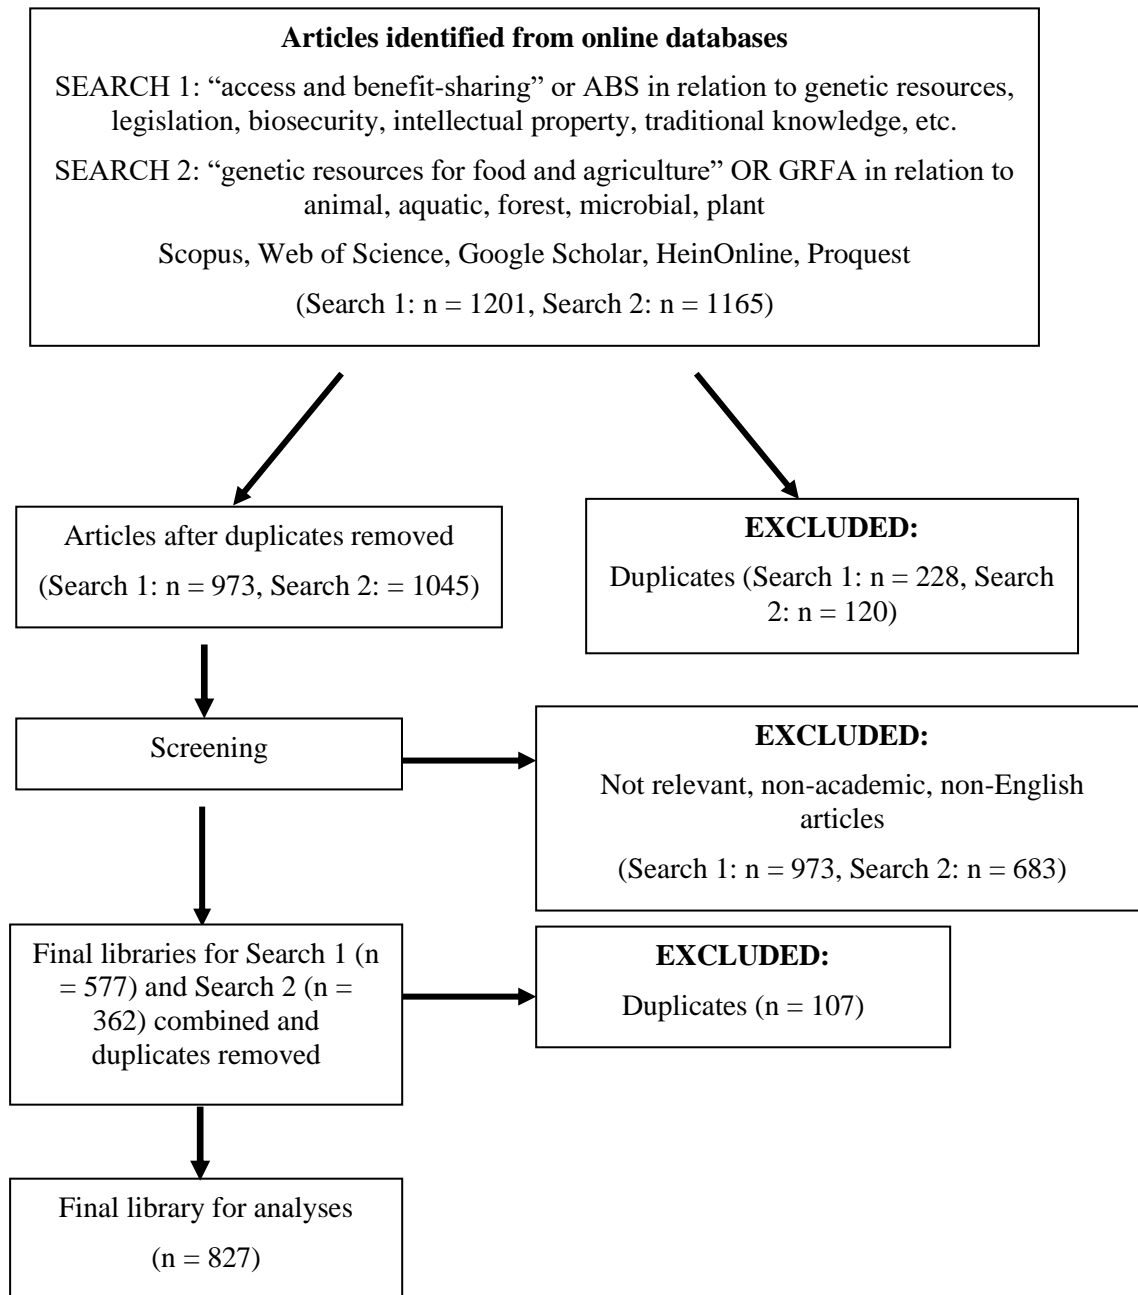 Articles identified from online databases
SEARCH 1: “access and benefit-sharing” or ABS in relation to genetic resources,
legislation, biosecurity, intellectual property, traditional knowledge, etc.
SEARCH 2: “genetic resources for food and agriculture” OR GRFA in relation to
animal, aquatic, forest, microbial, plant
Scopus, Web of Science, Google Scholar, HeinOnline, Proquest
(Search 1: n = 1201, Search 2: n = 1165)
Articles after duplicates removed
(Search 1: n = 973, Search 2: = 1045)
EXCLUDED:
Duplicates (Search 1: n = 228, Search
2: n = 120)
Screening
EXCLUDED:
Not relevant, non-academic, non-English
articles
(Search 1: n = 973, Search 2: n = 683)
Final libraries for Search 1 (n
= 577) and Search 2 (n =
362) combined and
duplicates removed
EXCLUDED:
Duplicates (n = 107)
Final library for analyses
(n = 827)